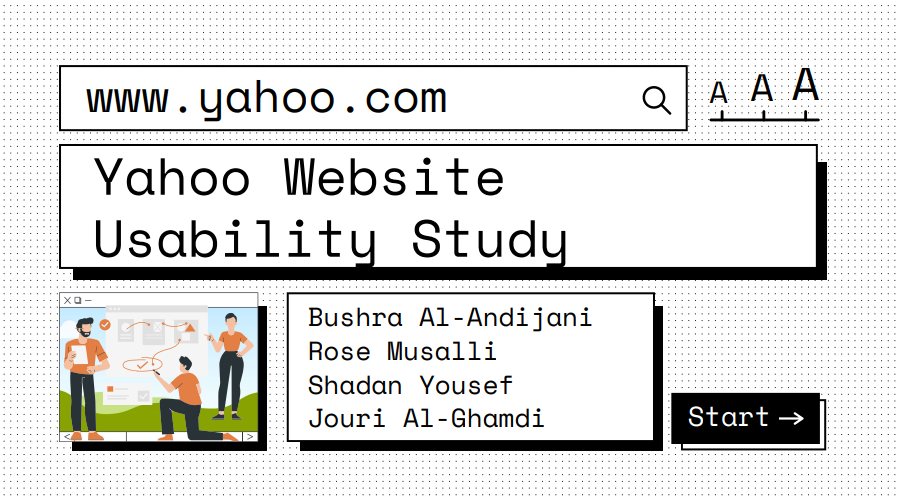 www.yahoo.com
A A A
Yahoo Website
Usability Study
Bushra Al-Andijani
Rose Musalli
Shadan Yousef
Jouri Al-Ghamdi
Start →